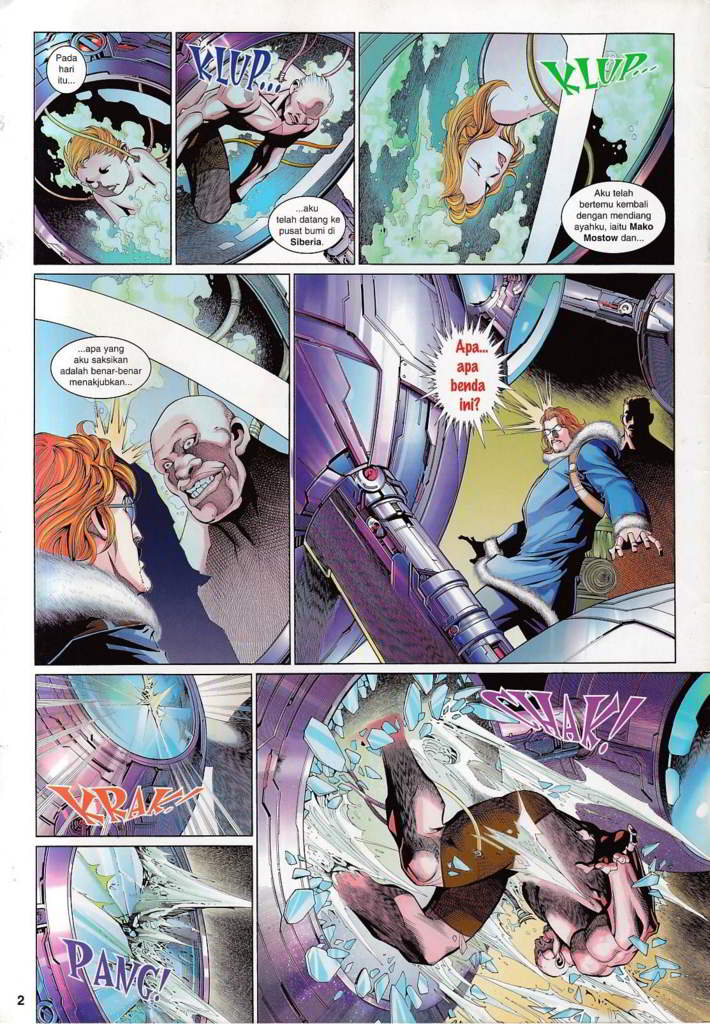 Pada
hari
itu...
KLUP...
...aku
telah datang ke
pusat bumi di
Siberia.
KLUP...
Aku telah
bertemu kembali
dengan mendiang
ayahku, iaitu Mako
Mostow dan...
...apa yang
aku saksikan
adalah benar-benar
menakjubkan...
Apa...
apa
benda
ini?
KRAK
PANG!
SHAK!
2